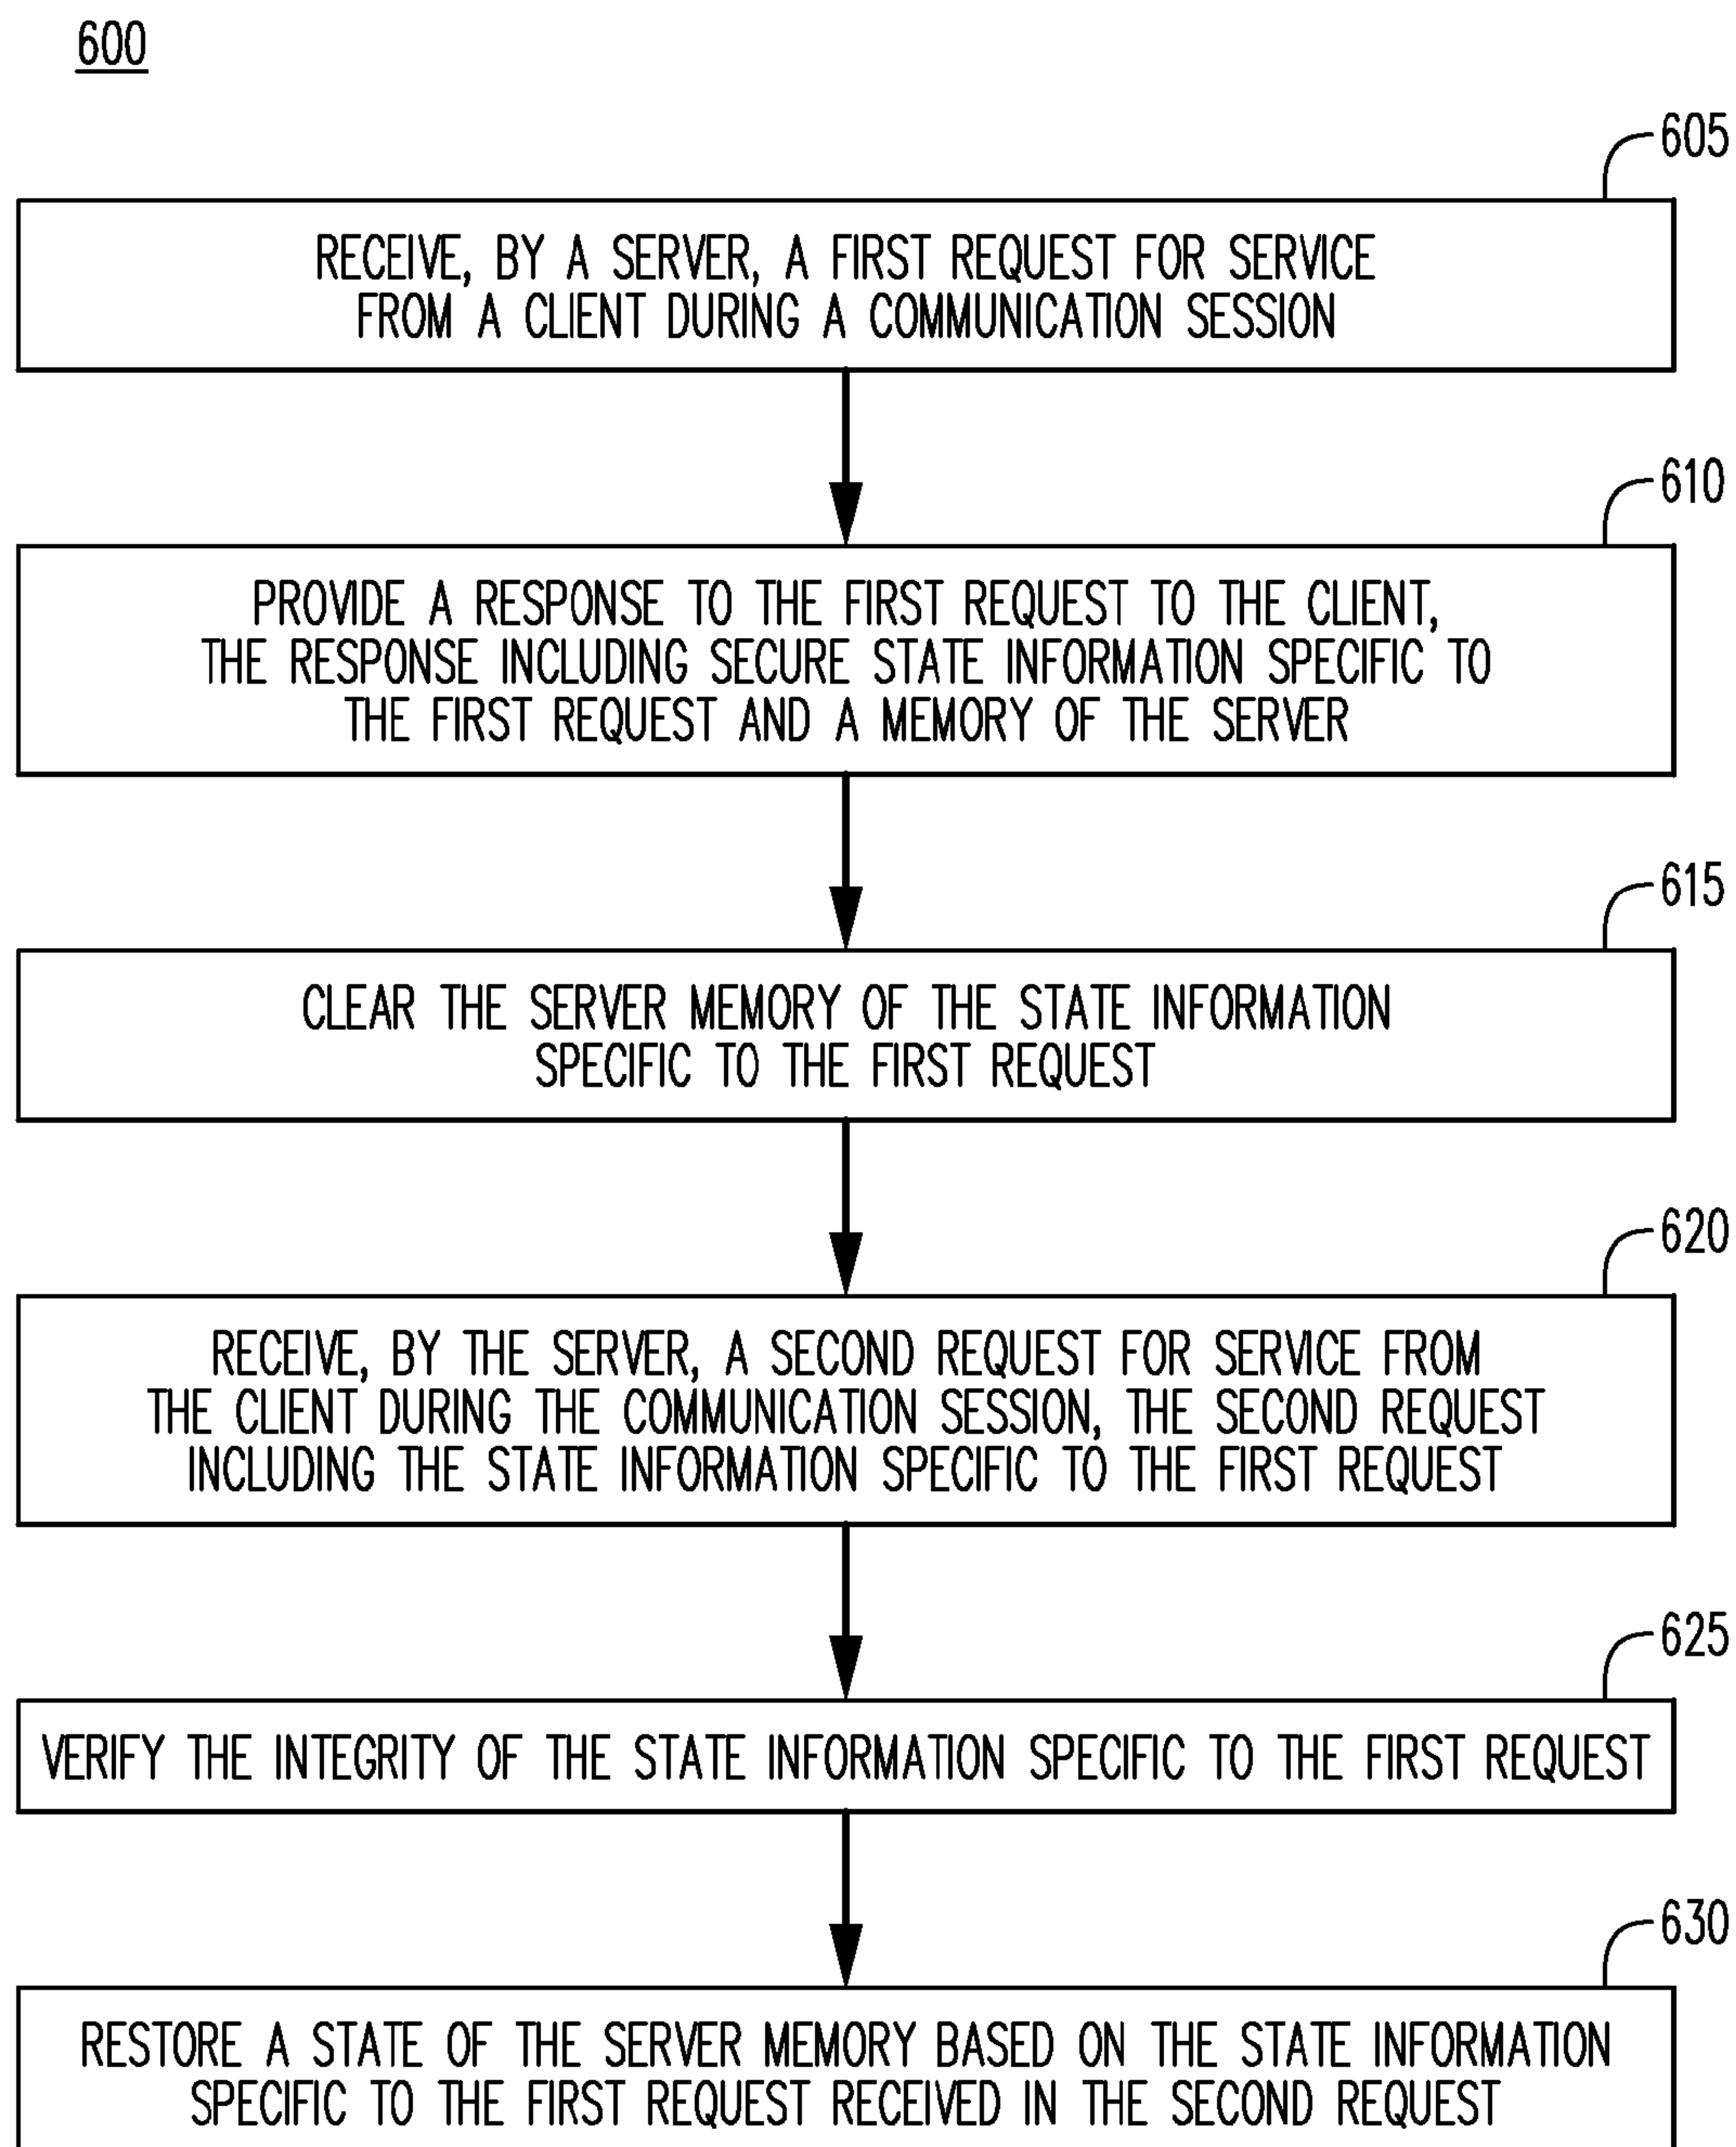 600
605
RECEIVE, BY A SERVER, A FIRST REQUEST FOR SERVICE
FROM A CLIENT DURING A COMMUNICATION SESSION
610
PROVIDE A RESPONSE TO THE FIRST REQUEST TO THE CLIENT,
THE RESPONSE INCLUDING SECURE STATE INFORMATION SPECIFIC TO
THE FIRST REQUEST AND A MEMORY OF THE SERVER
615
CLEAR THE SERVER MEMORY OF THE STATE INFORMATION
SPECIFIC TO THE FIRST REQUEST
620
RECEIVE, BY THE SERVER, A SECOND REQUEST FOR SERVICE FROM
THE CLIENT DURING THE COMMUNICATION SESSION, THE SECOND REQUEST
INCLUDING THE STATE INFORMATION SPECIFIC TO THE FIRST REQUEST
625
VERIFY THE INTEGRITY OF THE STATE INFORMATION SPECIFIC TO THE FIRST REQUEST
630
RESTORE A STATE OF THE SERVER MEMORY BASED ON THE STATE INFORMATION
SPECIFIC TO THE FIRST REQUEST RECEIVED IN THE SECOND REQUEST